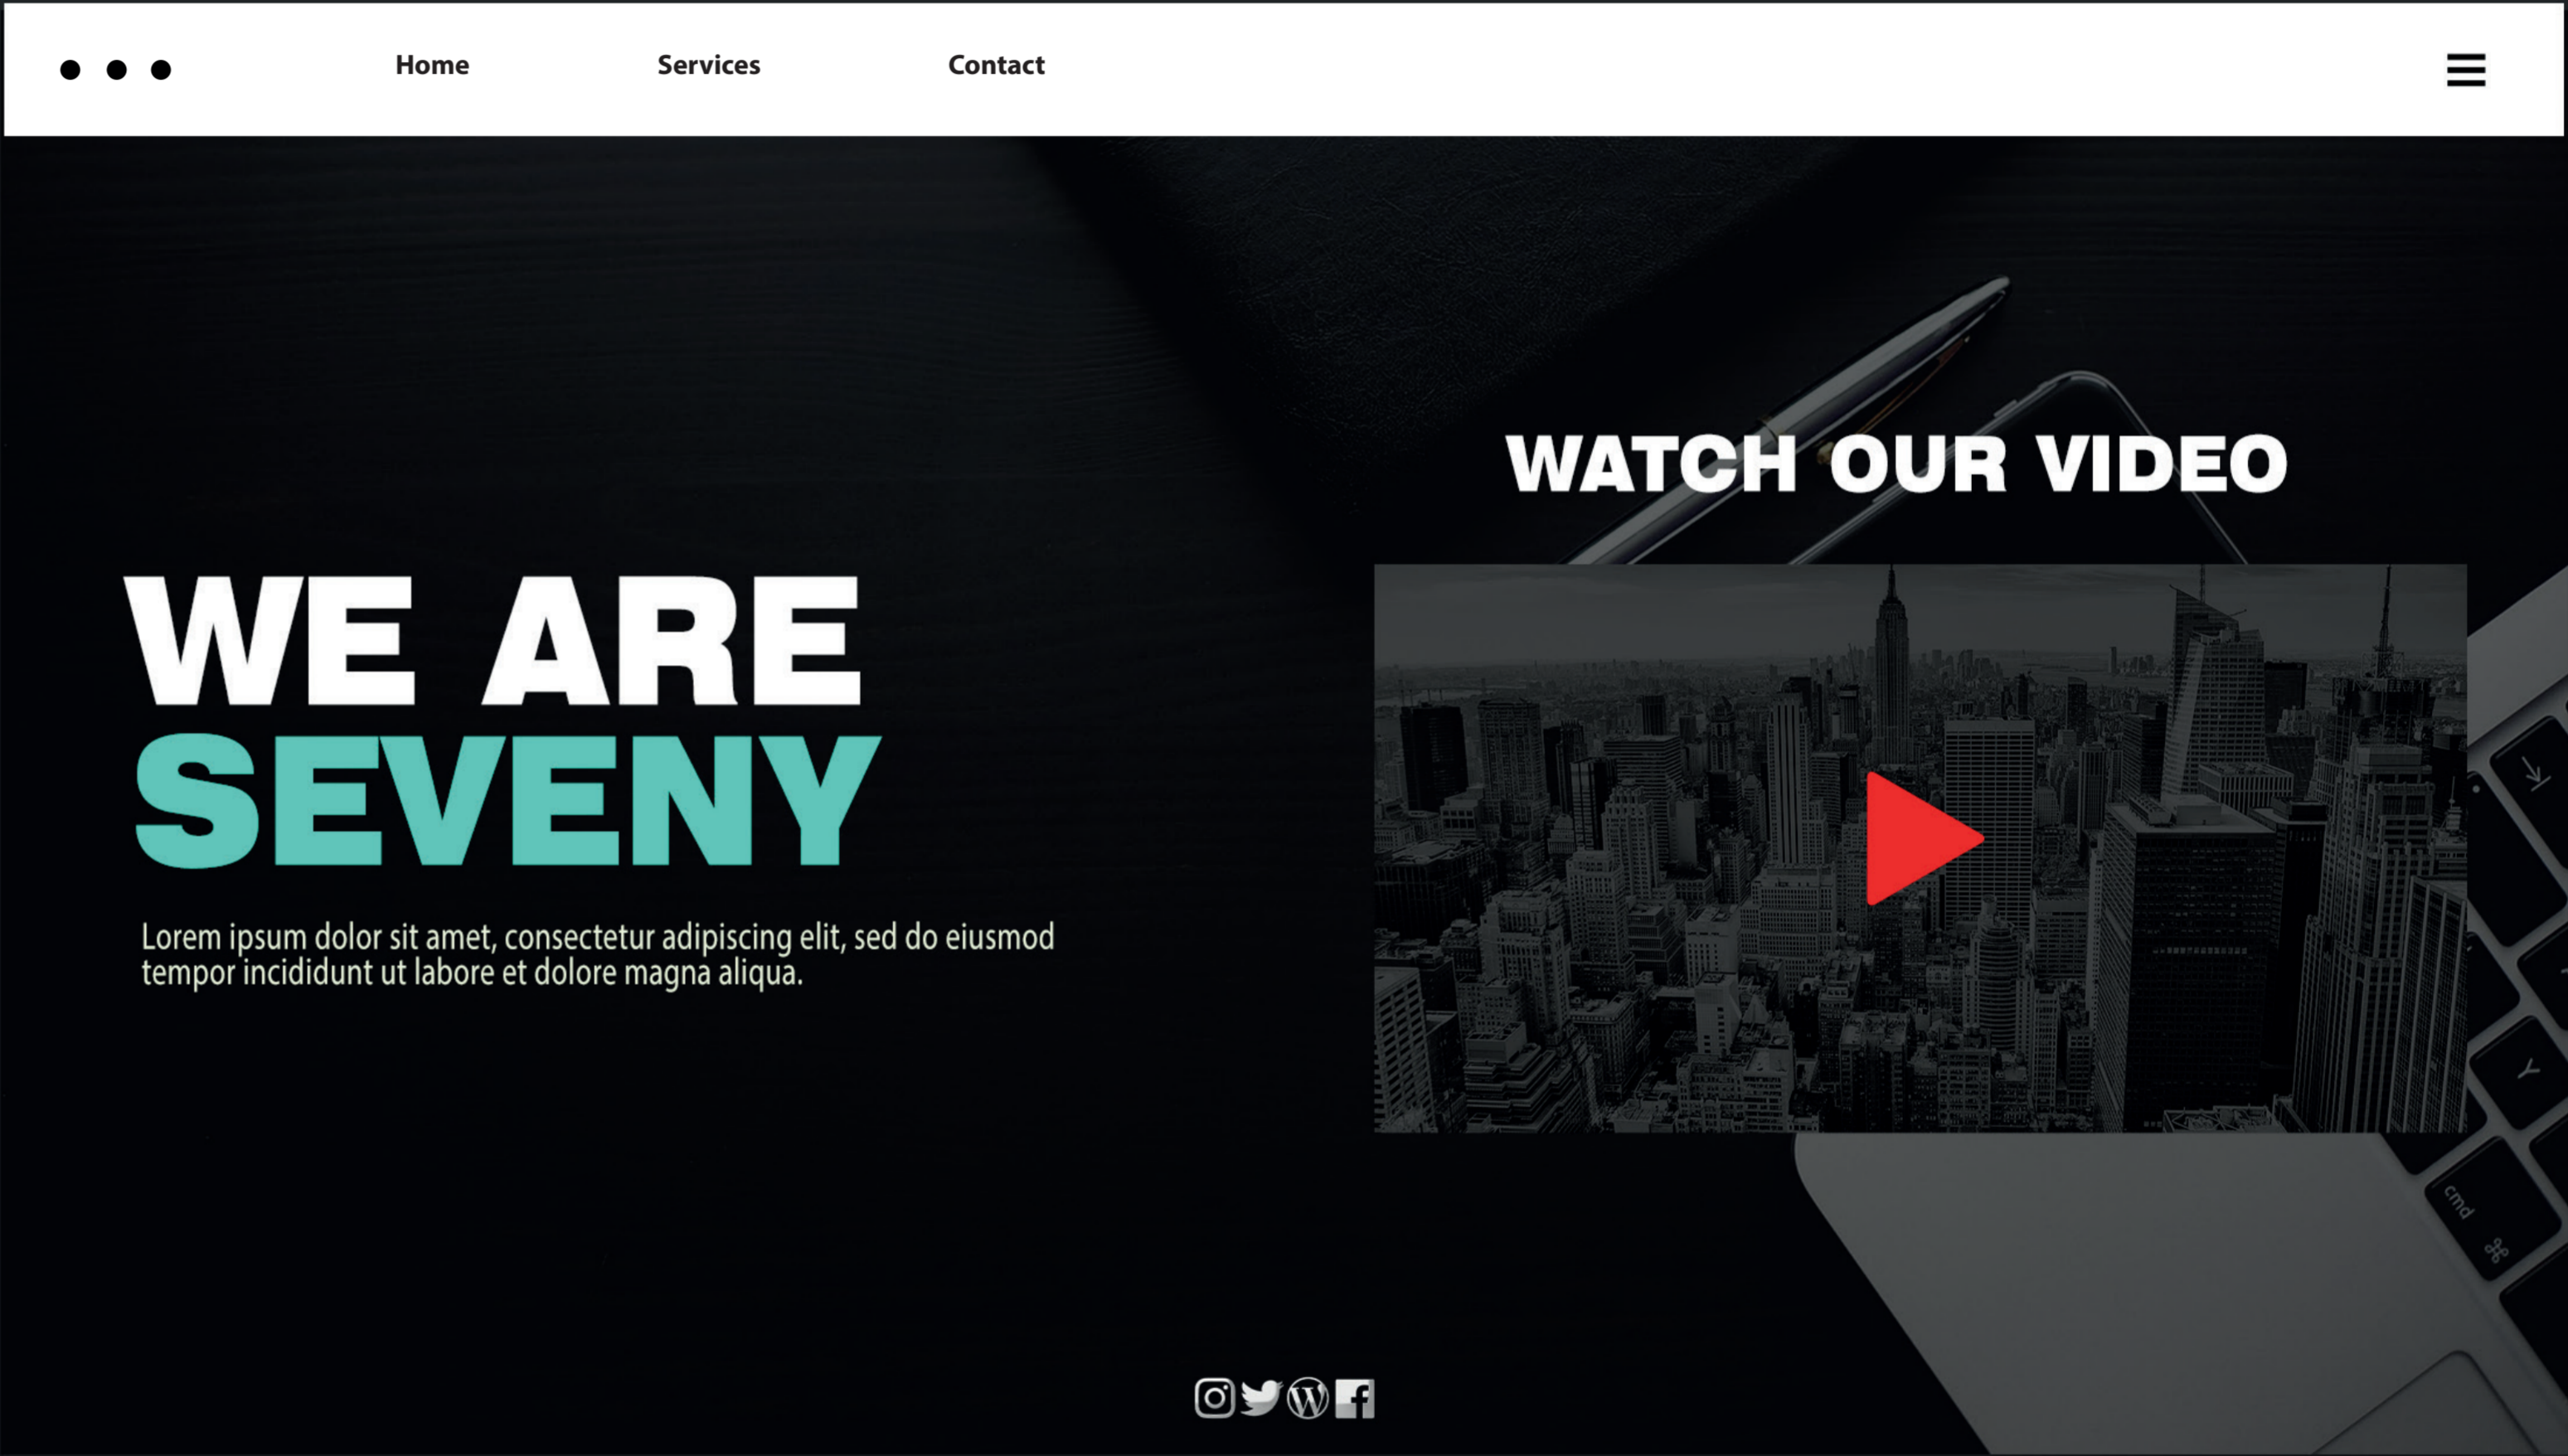 Home
Services
Contact
WE ARE
SEVENY
Lorem ipsum dolor sit amet, consectetur adipiscing elit, sed do eiusmod
tempor incididunt ut labore et dolore magna aliqua.
WATCH OUR VIDEO
Y
cmd
⌘